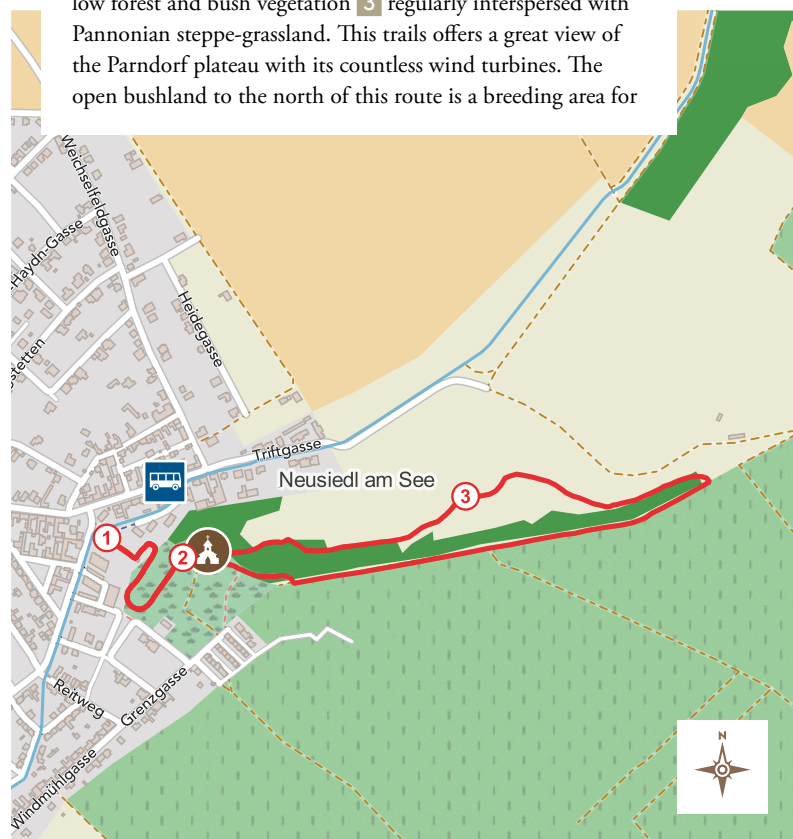 low forest and bush vegetation 3 regularly interspersed with
Pannonian steppe-grassland. This trails offers a great view of
the Parndorf plateau with its countless wind turbines. The
open bushland to the north of this route is a breeding area for
Weichselfeldgasse
-Haydn-Gasse
Heidegasse
Triftgasse
Neusiedl am See
3
1
2
Reitweg
Grenzgasse
Windmühlgasse
N